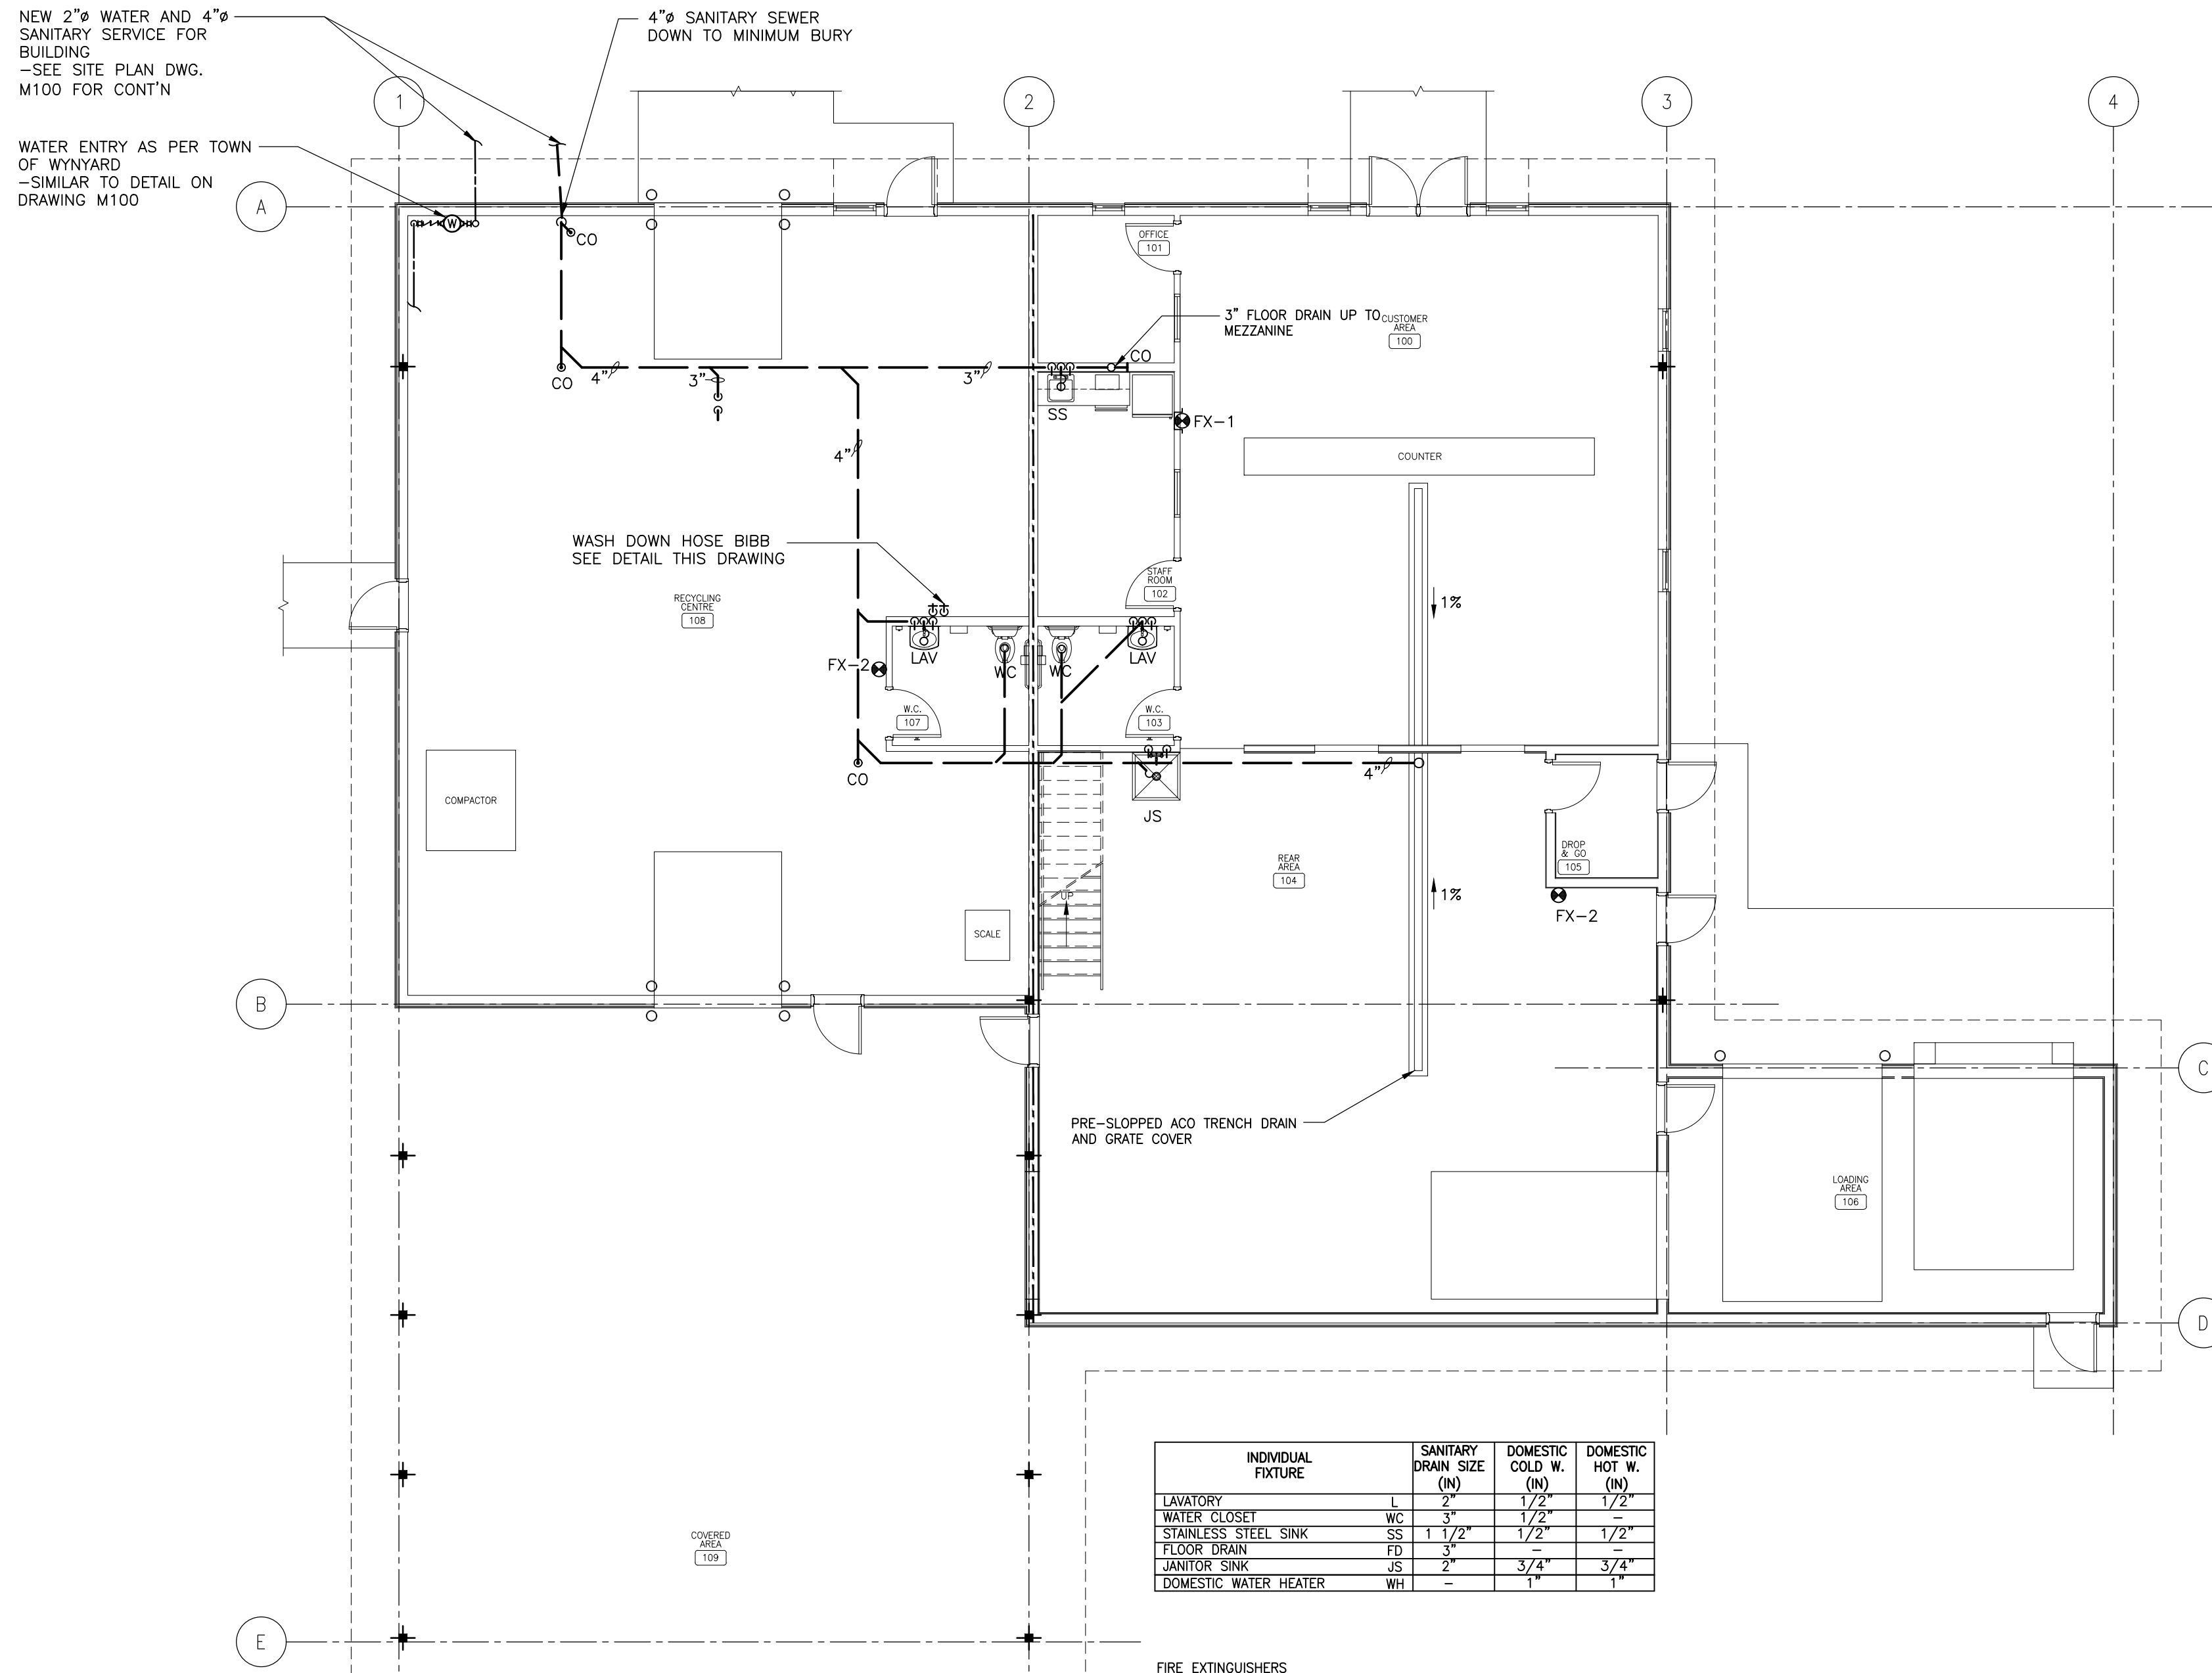 NEW 2"ø WATER AND 4"ø
SANITARY SERVICE FOR
BUILDING
-SEE SITE PLAN DWG.
M100 FOR CONT'N
4"ø SANITARY SEWER
DOWN TO MINIMUM BURY
1
2
3
4
WATER ENTRY AS PER TOWN
OF WYNYARD
-SIMILAR TO DETAIL ON
DRAWING M100
A
W
CO
OFFICE
101
3" FLOOR DRAIN UP TO
MEZZANINE
CUSTOMER
AREA
100
CO
CO
4"
3"
3"
SS
FX-1
4"
COUNTER
WASH DOWN HOSE BIBB
SEE DETAIL THIS DRAWING
STAFF
ROOM
102
1%
RECYCLING
CENTRE
108
FX-2
LAV
WC
WC
LAV
W.C.
107
W.C.
103
CO
4"
COMPACTOR
JS
REAR
AREA
104
DROP
& GO
105
UP
1%
FX-2
SCALE
B
C
PRE-SLOPPED ACO TRENCH DRAIN
AND GRATE COVER
LOADING
AREA
106
D
INDIVIDUAL
FIXTURE
SANITARY
DRAIN SIZE
(IN)
DOMESTIC
COLD W.
(IN)
DOMESTIC
HOT W.
(IN)
LAVATORY L 2" 1/2" 1/2"
WATER CLOSET WC 3" 1/2" -
STAINLESS STEEL SINK SS 1 1/2" 1/2" 1/2"
FLOOR DRAIN FD 3" - -
JANITOR SINK JS 2" 3/4" 3/4"
DOMESTIC WATER HEATER WH - 1" 1"
COVERED
AREA
109
E
FIRE EXTINGUISHERS